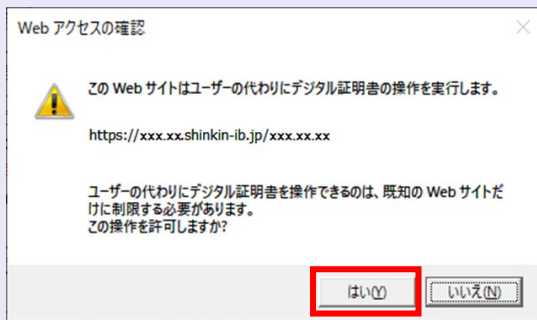 Web アクセスの確認
この Web サイトはユーザーの代わりにデジタル証明書の操作を実行します。
https://xxx.xx.shinkin-ib.jp/xxx.xx.xx
ユーザーの代わりにデジタル証明書を操作できるのは、既知の Web サイトだ
けに制限する必要があります。
この操作を許可しますか?
はい(Y)
いいえ(N)